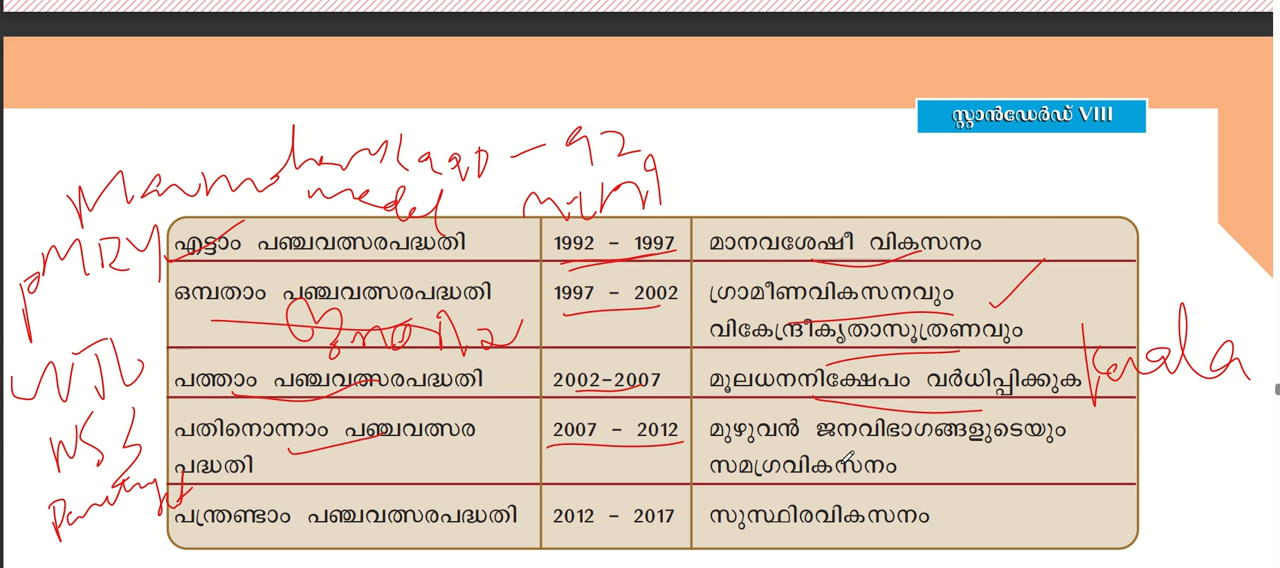 സ്റ്റാൻഡേർഡ് VIII
92
model
PMRY
എട്ടാം പഞ്ചവത്സരപദ്ധതി 1992 – 1997 മാനവശേഷീ വികസനം
ഒമ്പതാം പഞ്ചവത്സരപദ്ധതി 1997 – 2002 ഗ്രാമീണവികസനവും
വികേന്ദ്രീകൃതാസൂത്രണവും
Kerala
പത്താം പഞ്ചവത്സരപദ്ധതി 2002-2007 മൂലധനനിക്ഷേപം വർധിപ്പിക്കുക
പതിനൊന്നാം പഞ്ചവത്സര 2007 – 2012 മുഴുവൻ ജനവിഭാഗങ്ങളുടെയും
പദ്ധതി സമഗ്രവികസനം
പന്ത്രണ്ടാം പഞ്ചവത്സരപദ്ധതി 2012 – 2017 സുസ്ഥിരവികസനം